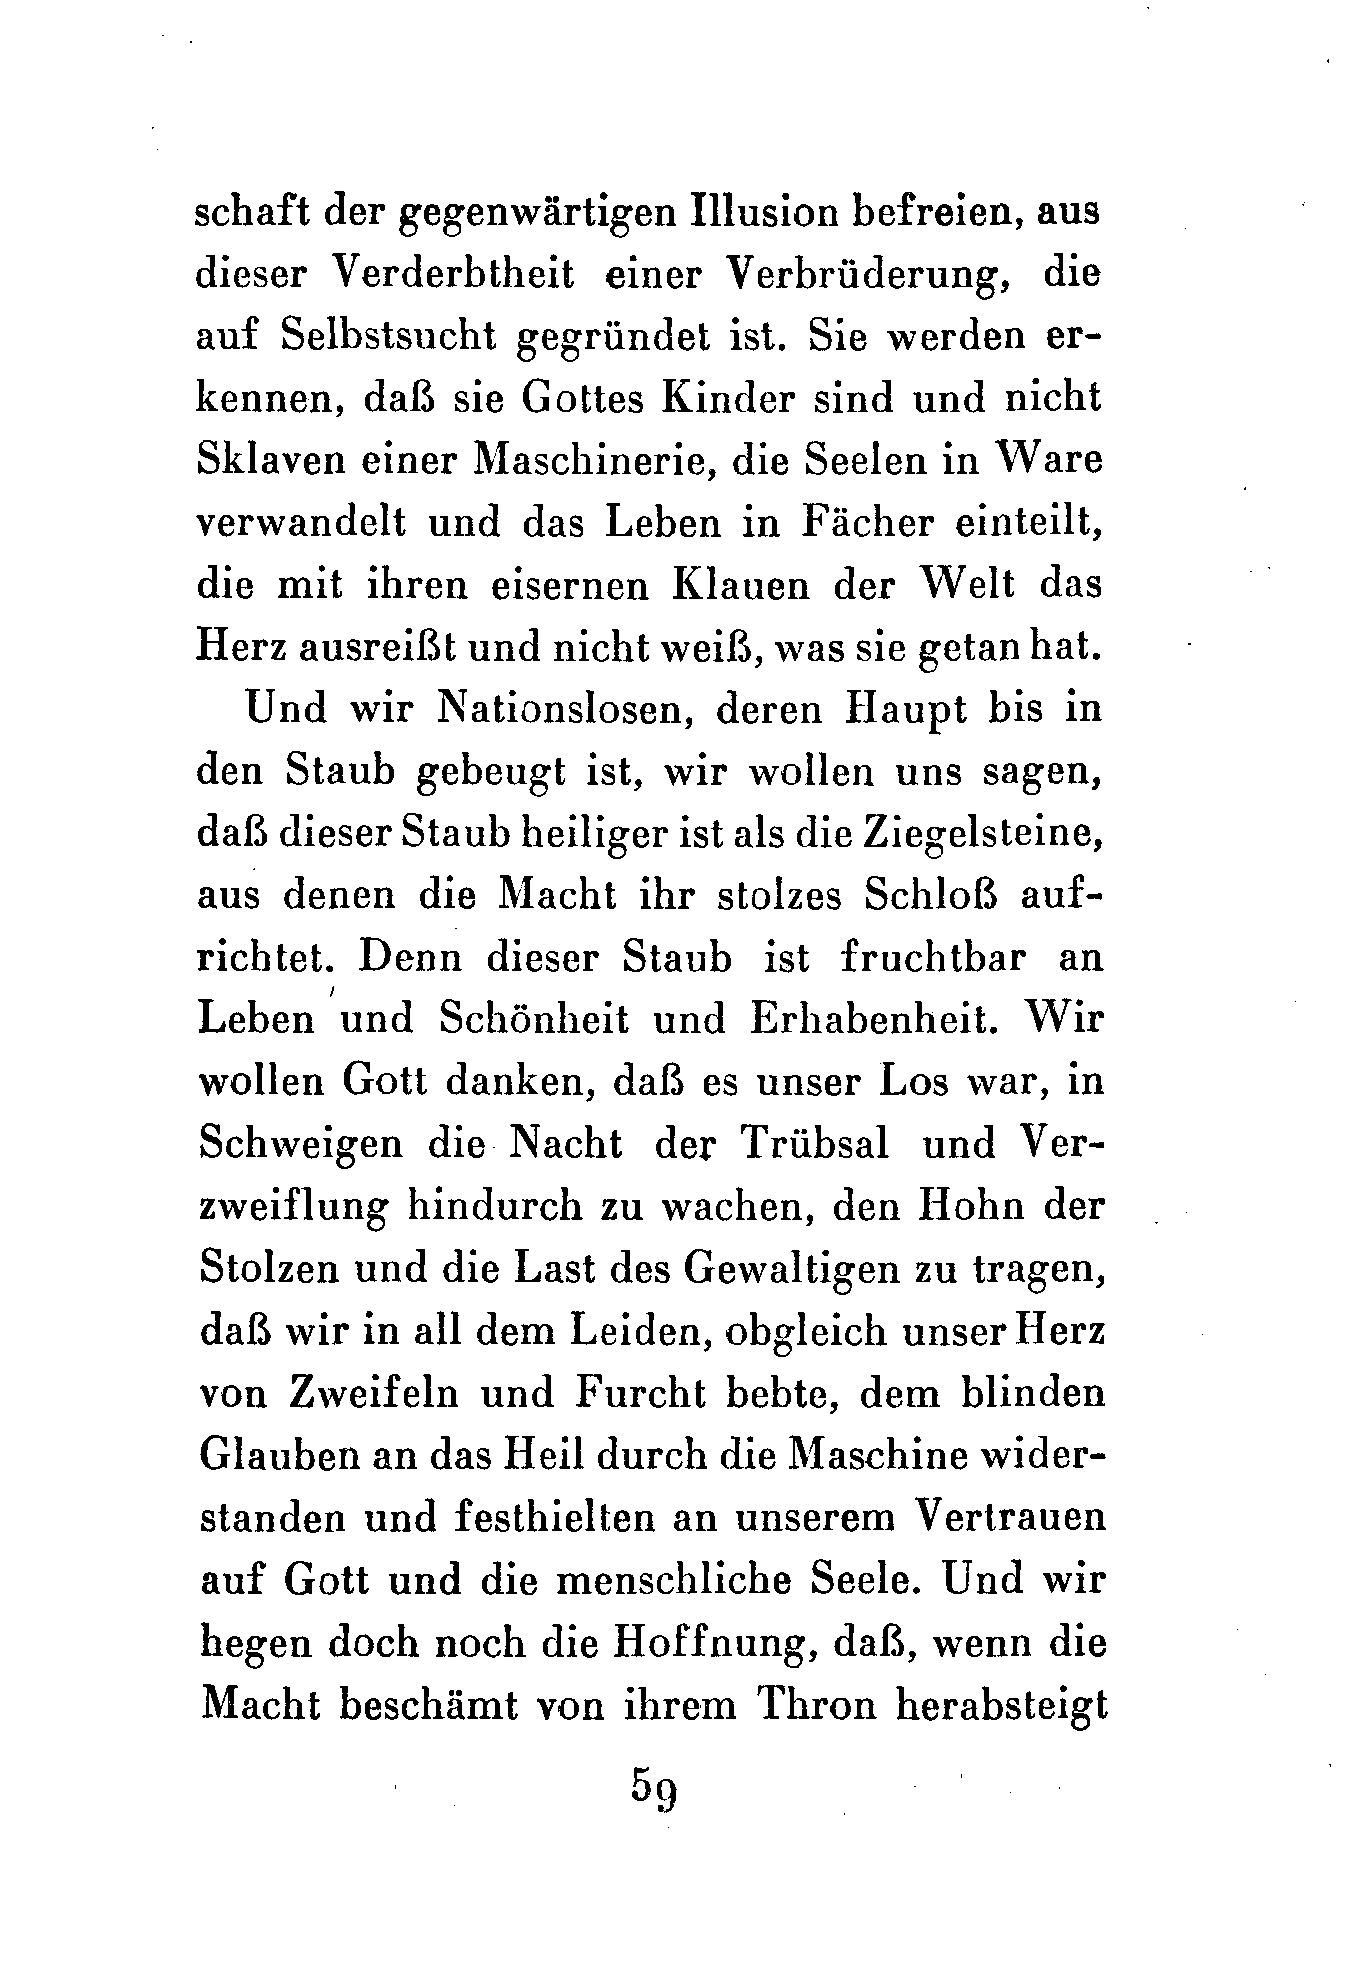 schaft der gegenwärtigen Illusion befreien, aus
dieser Verderbtheit einer Verbrüderung, die
auf Selbstsucht gegründet ist. Sie werden er-
kennen, daß sie Gottes Kinder sind und nicht
Sklaven einer Maschinerie, die Seelen in Ware
verwandelt und das Leben in Fächer einteilt,
die mit ihren eisernen Klauen der Welt das
Herz ausreißt und nicht weiß, was sie getan hat.
Und wir Nationslosen, deren Haupt bis in
den Staub gebeugt ist, wir wollen uns sagen,
daß dieser Staub heiliger ist als die Ziegelsteine,
aus denen die Macht ihr stolzes Schloß auf-
richtet. Denn dieser Staub ist fruchtbar an
Leben und Schönheit und Erhabenheit. Wir
wollen Gott danken, daß es unser Los war, in
Schweigen die Nacht der Trübsal und Ver-
zweiflung hindurch zu wachen, den Hohn der
Stolzen und die Last des Gewaltigen zu tragen,
daß wir in all dem Leiden, obgleich unser Herz
von Zweifeln und Furcht bebte, dem blinden
Glauben an das Heil durch die Maschine wider-
standen und festhielten an unserem Vertrauen
auf Gott und die menschliche Seele. Und wir
hegen doch noch die Hoffnung, daß, wenn die
Macht beschämt von ihrem Thron herabsteigt
59